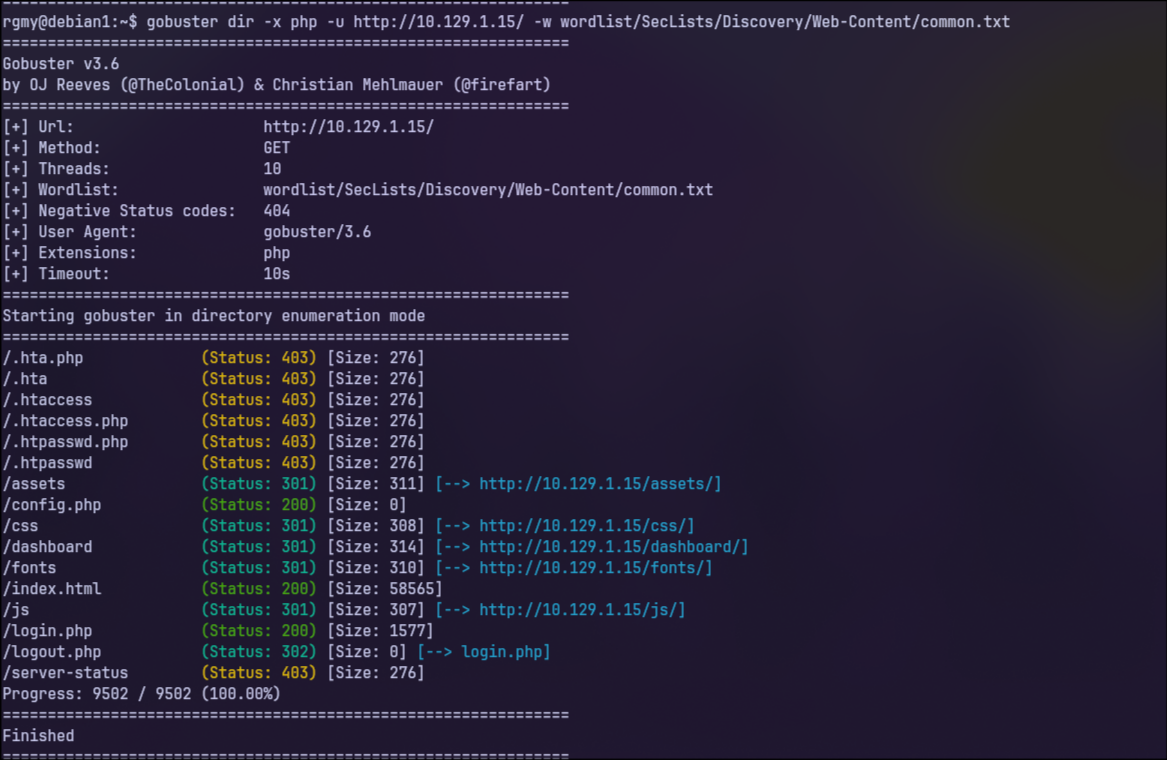 ===============================================================
rgmy@debian1:~$ gobuster dir -x php -u http://10.129.1.15/ -w wordlist/SecLists/Discovery/Web-Content/common.txt
===============================================================
Gobuster v3.6
by OJ Reeves (@TheColonial) & Christian Mehlmauer (@firefart)
===============================================================
[+] Url:                     http://10.129.1.15/
[+] Method:                  GET
[+] Threads:                 10
[+] Wordlist:                wordlist/SecLists/Discovery/Web-Content/common.txt
[+] Negative Status codes:   404
[+] User Agent:              gobuster/3.6
[+] Extensions:              php
[+] Timeout:                 10s
===============================================================
Starting gobuster in directory enumeration mode
===============================================================
/.hta.php             (Status: 403) [Size: 276]
/.hta                 (Status: 403) [Size: 276]
/.htaccess            (Status: 403) [Size: 276]
/.htaccess.php        (Status: 403) [Size: 276]
/.htpasswd.php        (Status: 403) [Size: 276]
/.htpasswd            (Status: 403) [Size: 276]
/assets               (Status: 301) [Size: 311] [--> http://10.129.1.15/assets/]
/config.php           (Status: 200) [Size: 0]
/css                  (Status: 301) [Size: 308] [--> http://10.129.1.15/css/]
/dashboard            (Status: 301) [Size: 314] [--> http://10.129.1.15/dashboard/]
/fonts                (Status: 301) [Size: 310] [--> http://10.129.1.15/fonts/]
/index.html           (Status: 200) [Size: 58565]
/js                   (Status: 301) [Size: 307] [--> http://10.129.1.15/js/]
/login.php            (Status: 200) [Size: 1577]
/logout.php           (Status: 302) [Size: 0] [--> login.php]
/server-status        (Status: 403) [Size: 276]
Progress: 9502 / 9502 (100.00%)
===============================================================
Finished
===============================================================